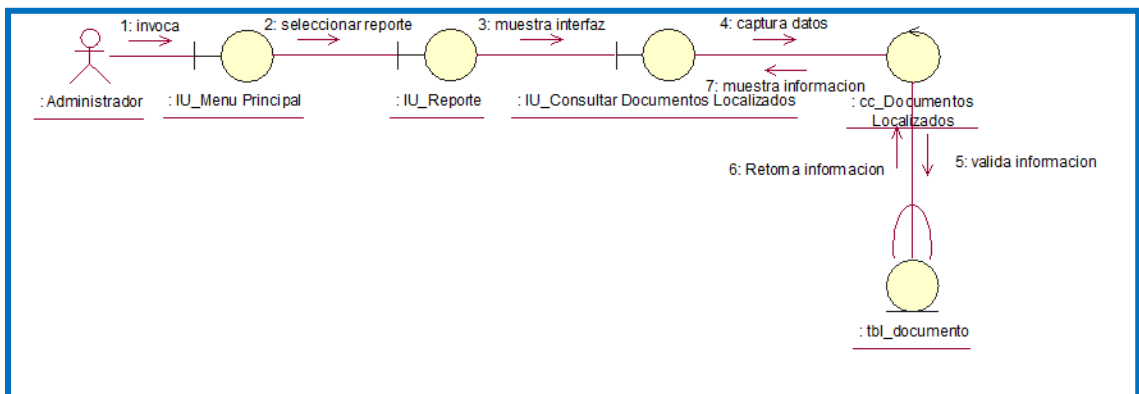 1: invoca
2: seleccionar reporte
3: muestra interfaz
4: captura datos
7: muestra informacion
: Administrador
: IU_Menu Principal
: IU_Reporte
: IU_Consultar Documentos Localizados
: cc_Documentos
Localizados
6: Retorna informacion
5: valida informacion
: tbl_documento